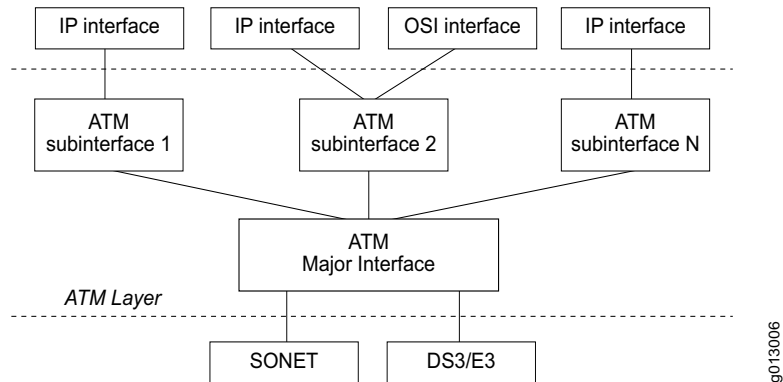 IP interface
IP interface
OSI interface
IP interface
ATM
subinterface 1
ATM
subinterface 2
ATM
subinterface N
ATM
Major Interface
ATM Layer
SONET
DS3/E3
g013006